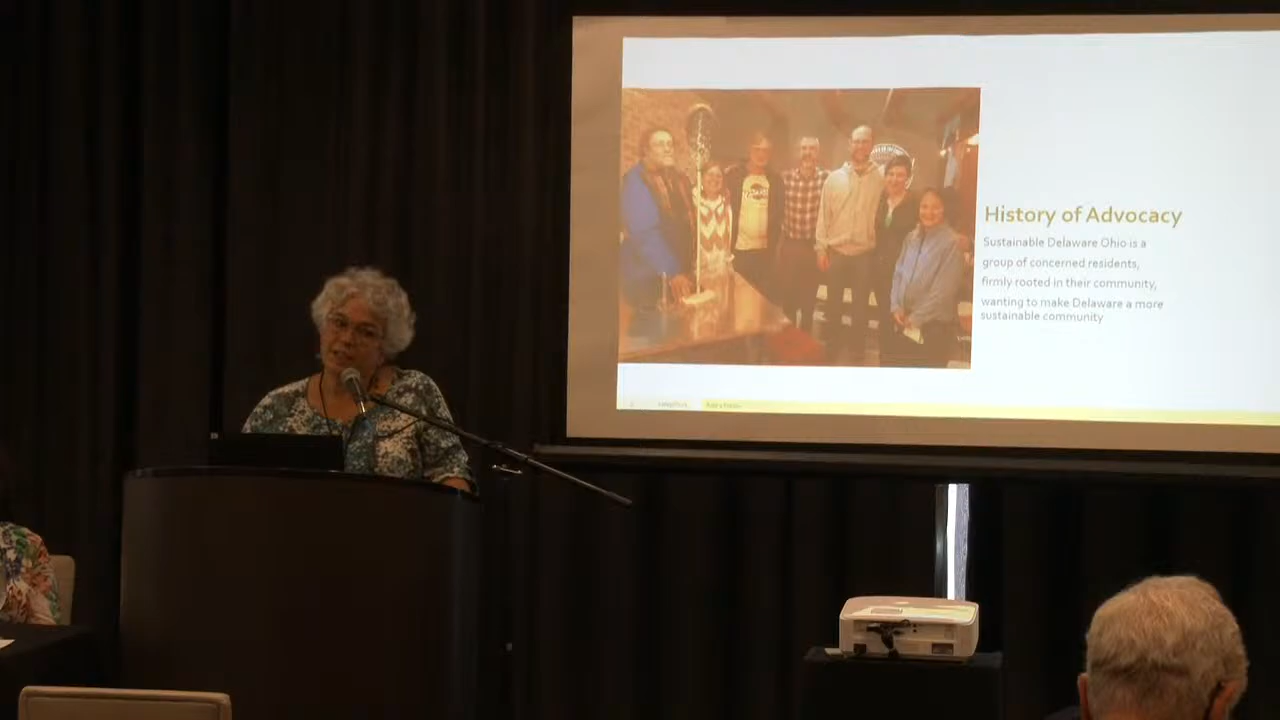 History of Advocacy
Sustainable Delaware Ohio is a
group of concerned residents,
firmly rooted in their community,
wanting to make Delaware a more
sustainable community